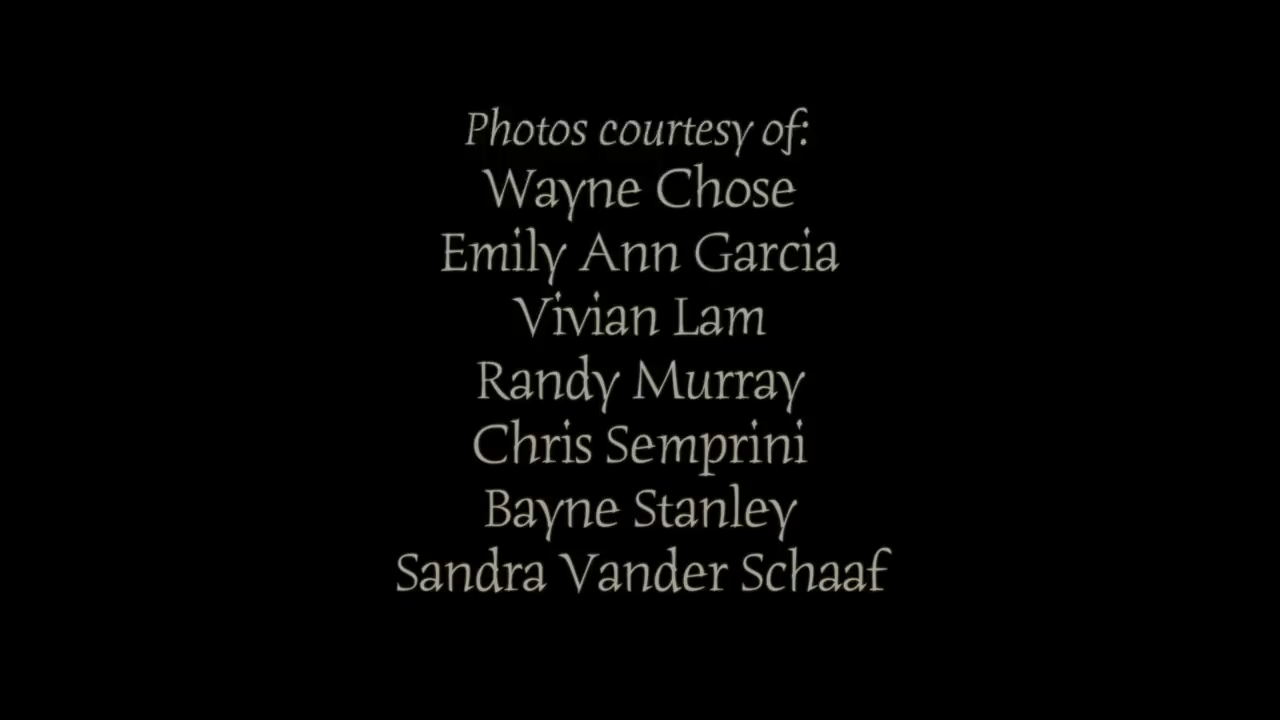 Photos courtesy of:
Wayne Chose
Emily Ann Garcia
Vivian Lam
Randy Murray
Chris Semprini
Bayne Stanley
Sandra Vander Schaaf